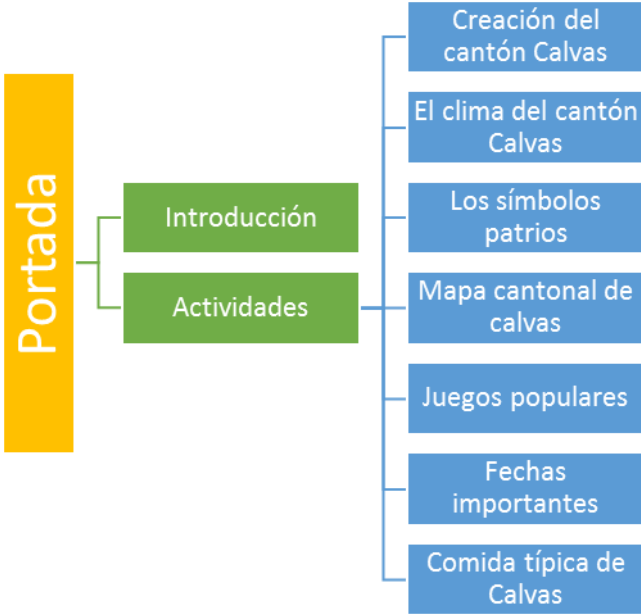 Portada
Introducción
Actividades
Creación del
cantón Calvas
El clima del cantón
Calvas
Los símbolos
patrios
Mapa cantonal de
calvas
Juegos populares
Fechas
importantes
Comida típica de
Calvas